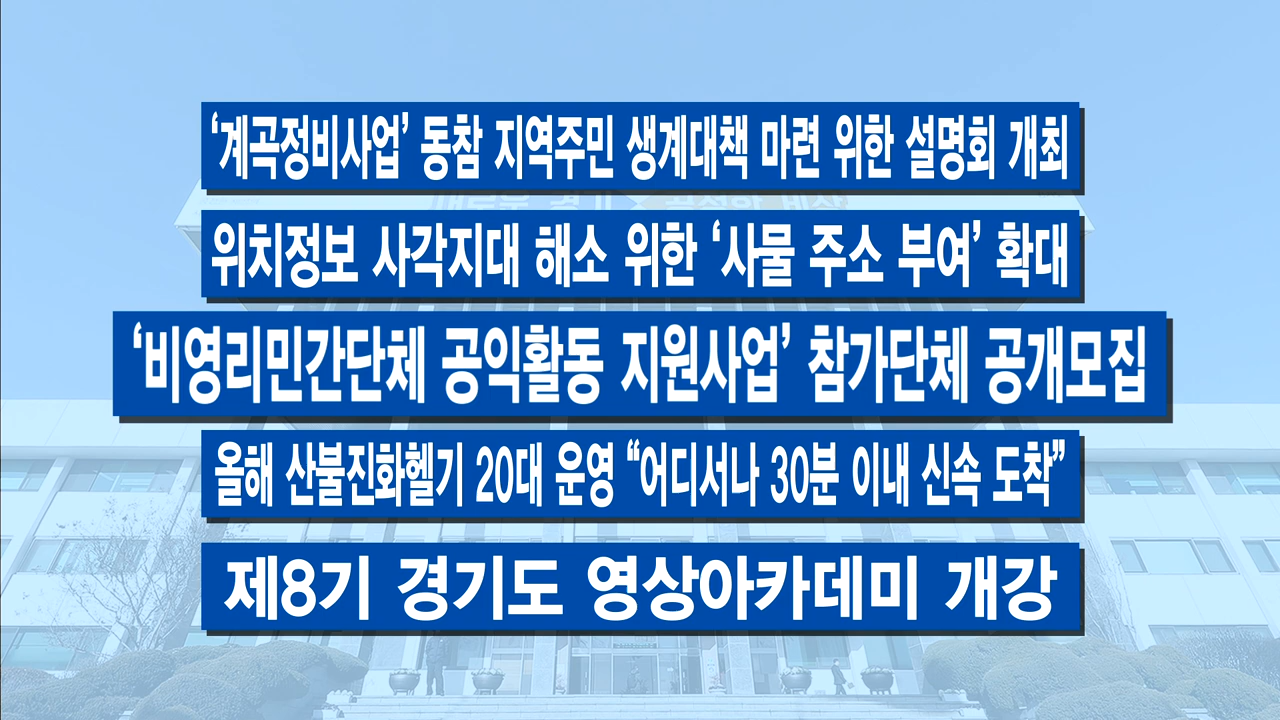 ‘계곡정비사업’ 동참 지역주민 생계대책 마련 위한 설명회 개최
위치정보 사각지대 해소 위한 ‘사물 주소 부여’ 확대
‘비영리민간단체 공익활동 지원사업’ 참가단체 공개모집
올해 산불진화헬기 20대 운영 “어디서나 30분 이내 신속 도착”
제8기 경기도 영상아카데미 개강